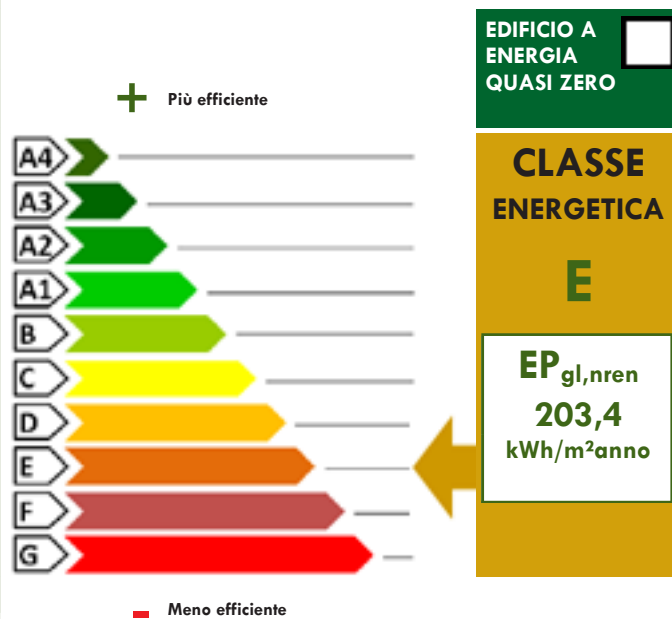 EDIFICIO A
ENERGIA
QUASI ZERO
+ Più efficiente
A4
A3
A2
A1
B
C
D
E
F
G
- Meno efficiente
CLASSE
ENERGETICA
E
EPgl,nren
203,4
kWh/m²anno